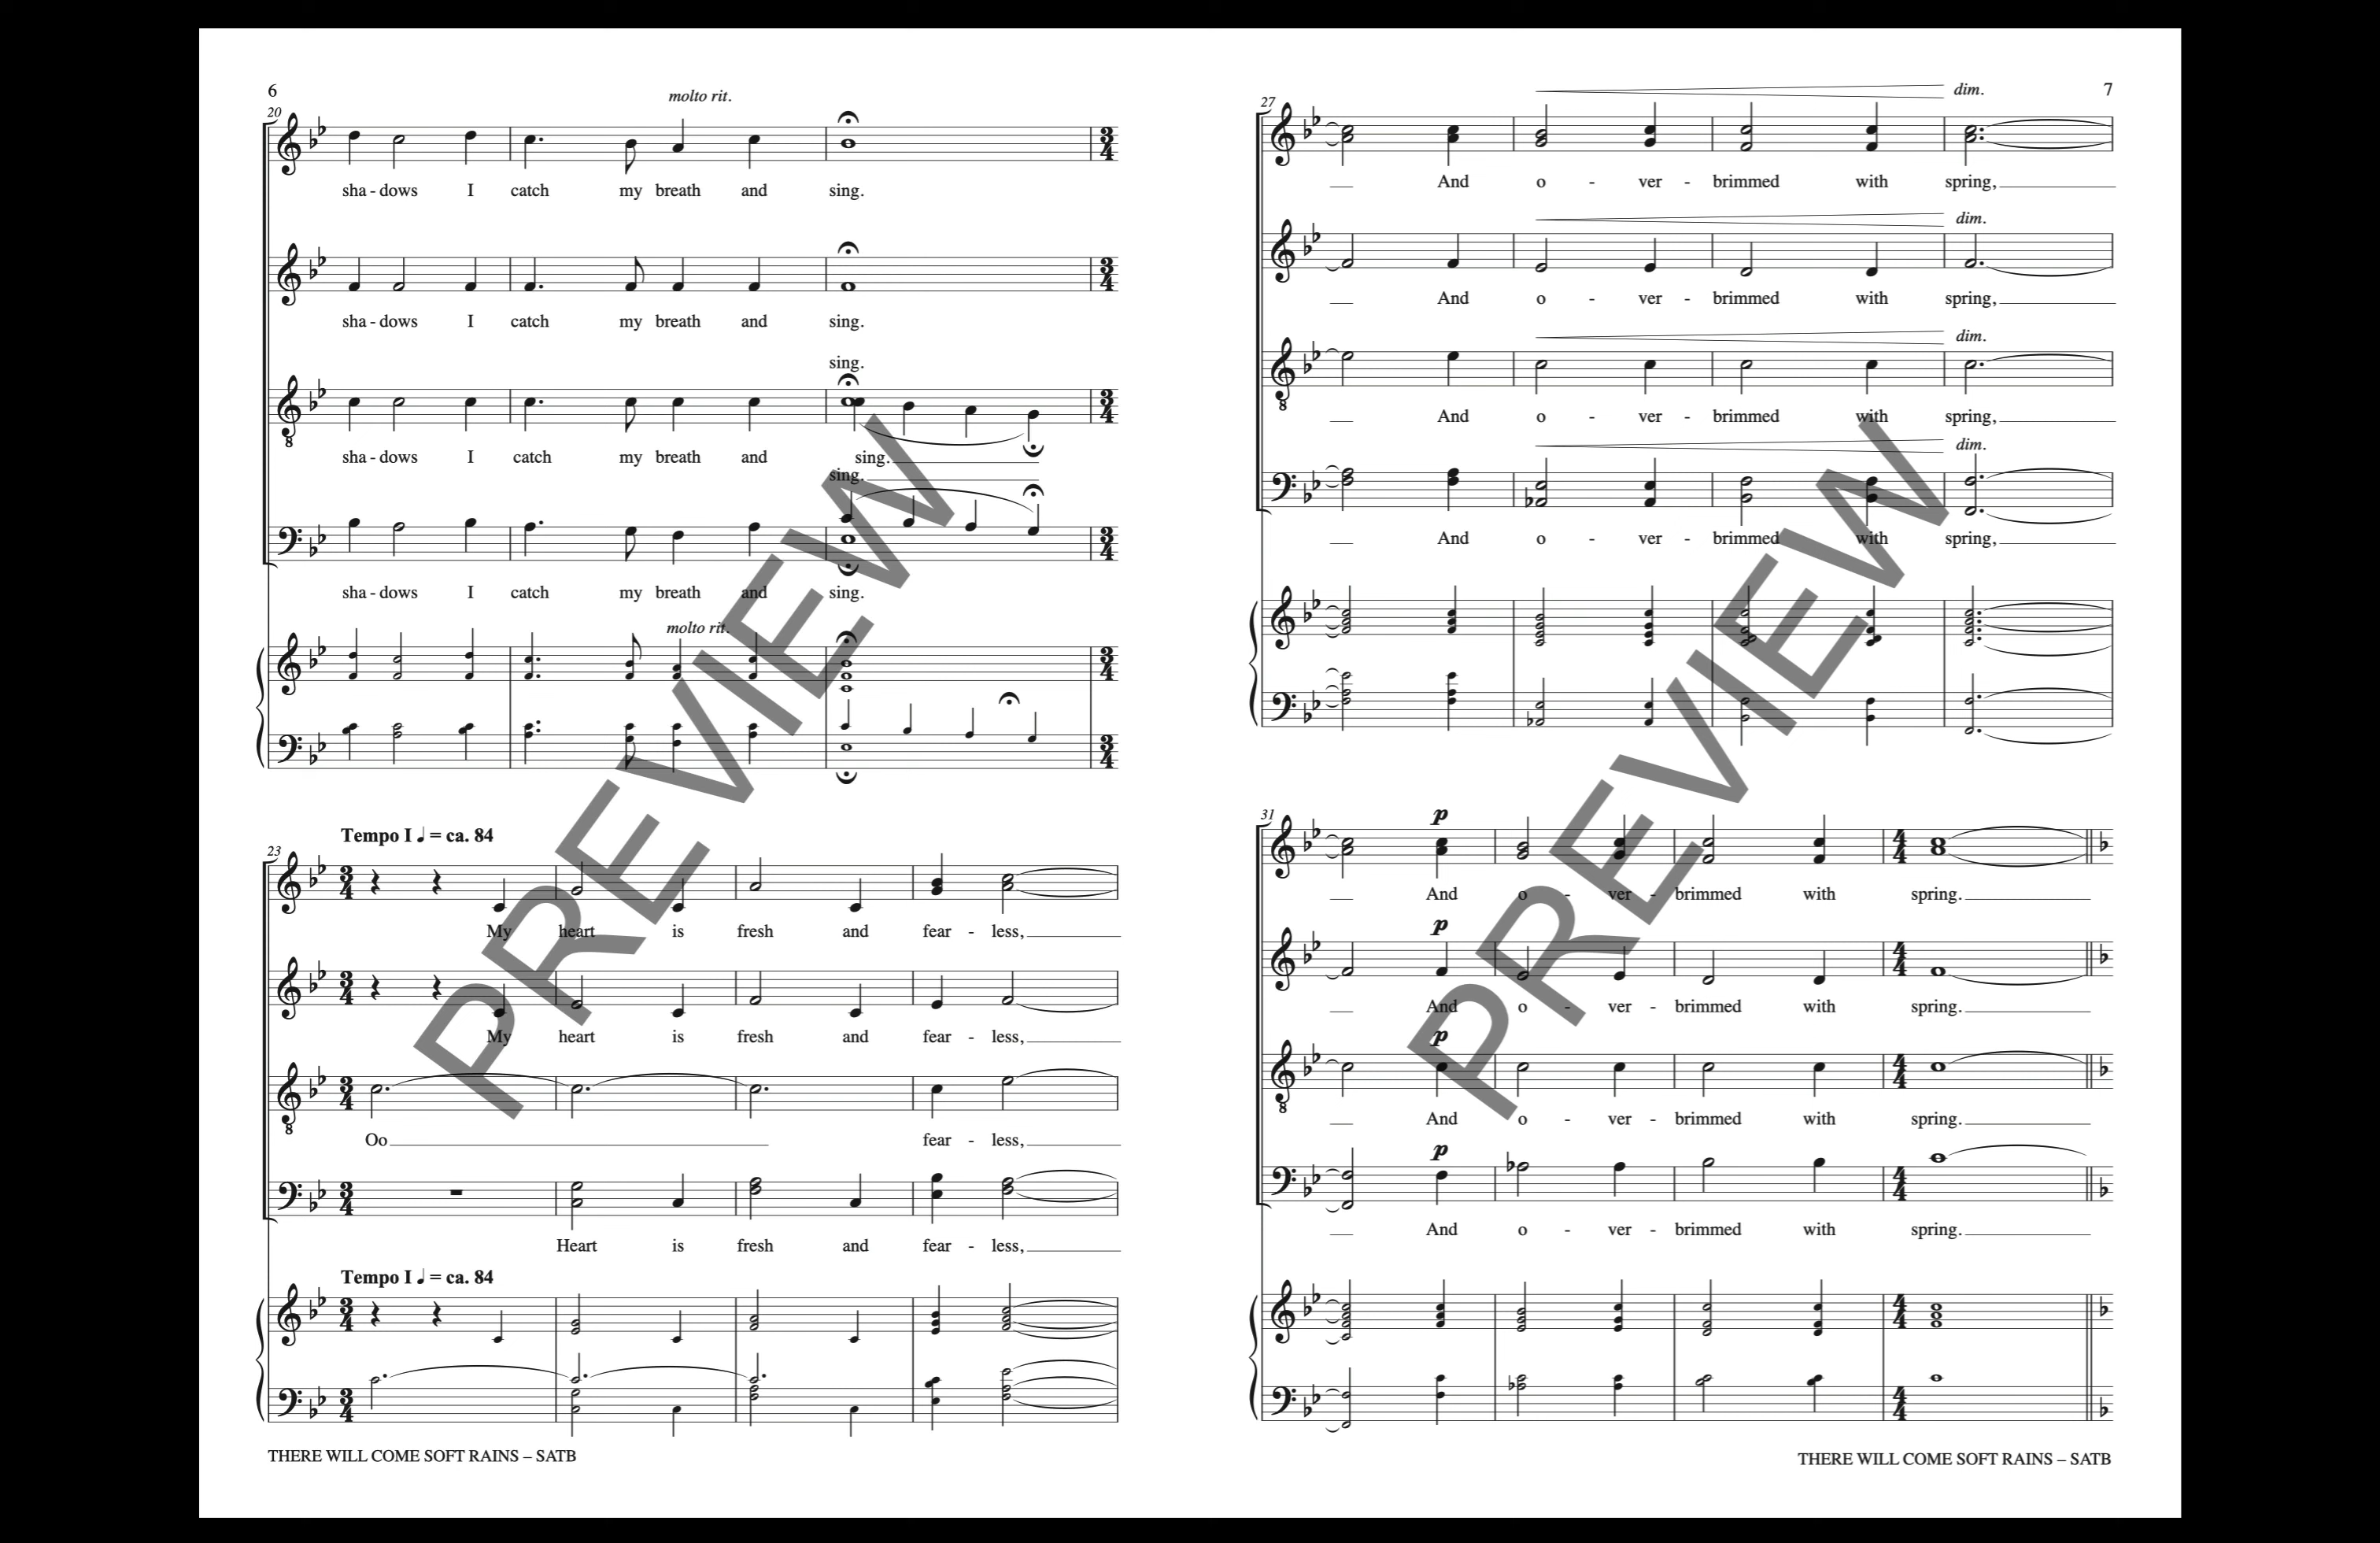 6
20
molto rit.
sha - dows I catch my breath and sing.
sha - dows I catch my breath and sing.
sing.
sha - dows I catch my breath and sing.
sing.
sha - dows I catch my breath and sing.
molto rit.
3 4
Tempo I ♩ = ca. 84
23
My heart is fresh and fear - less,
My heart is fresh and fear - less,
Oo fear - less,
Heart is fresh and fear - less,
Tempo I ♩ = ca. 84
THERE WILL COME SOFT RAINS – SATB
PREVIEW
7
27
dim.
And o - ver - brimmed with spring,
dim.
And o - ver - brimmed with spring,
dim.
And o - ver - brimmed with spring,
dim.
And o - ver - brimmed with spring,
31
p
And o - ver - brimmed with spring.
p
And o - ver - brimmed with spring.
p
And o - ver - brimmed with spring.
p
And o - ver - brimmed with spring.
4 4
THERE WILL COME SOFT RAINS – SATB
PREVIEW